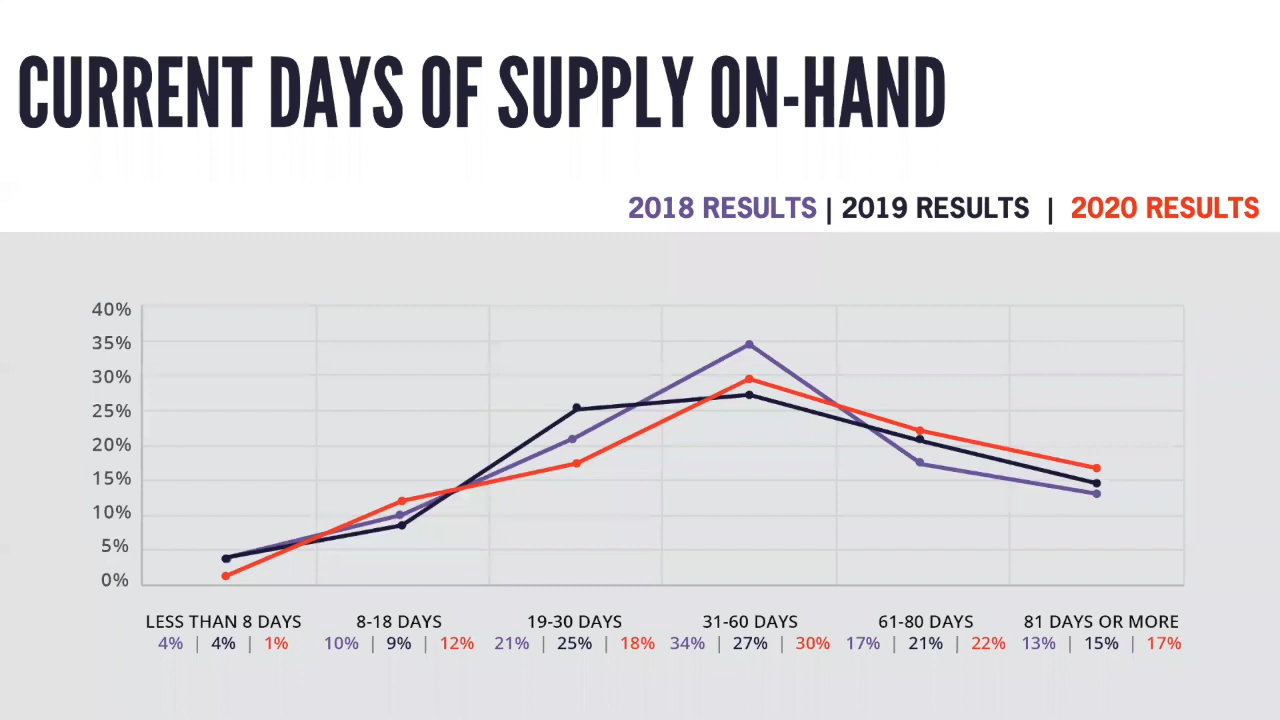 CURRENT DAYS OF SUPPLY ON-HAND
2018 RESULTS | 2019 RESULTS | 2020 RESULTS
40%
35%
30%
25%
20%
15%
10%
5%
0%
LESS THAN 8 DAYS 8-18 DAYS 19-30 DAYS 31-60 DAYS 61-80 DAYS 81 DAYS OR MORE
4% | 4% | 1% 10% | 9% | 12% 21% | 25% | 18% 34% | 27% | 30% 17% | 21% | 22% 13% | 15% | 17%